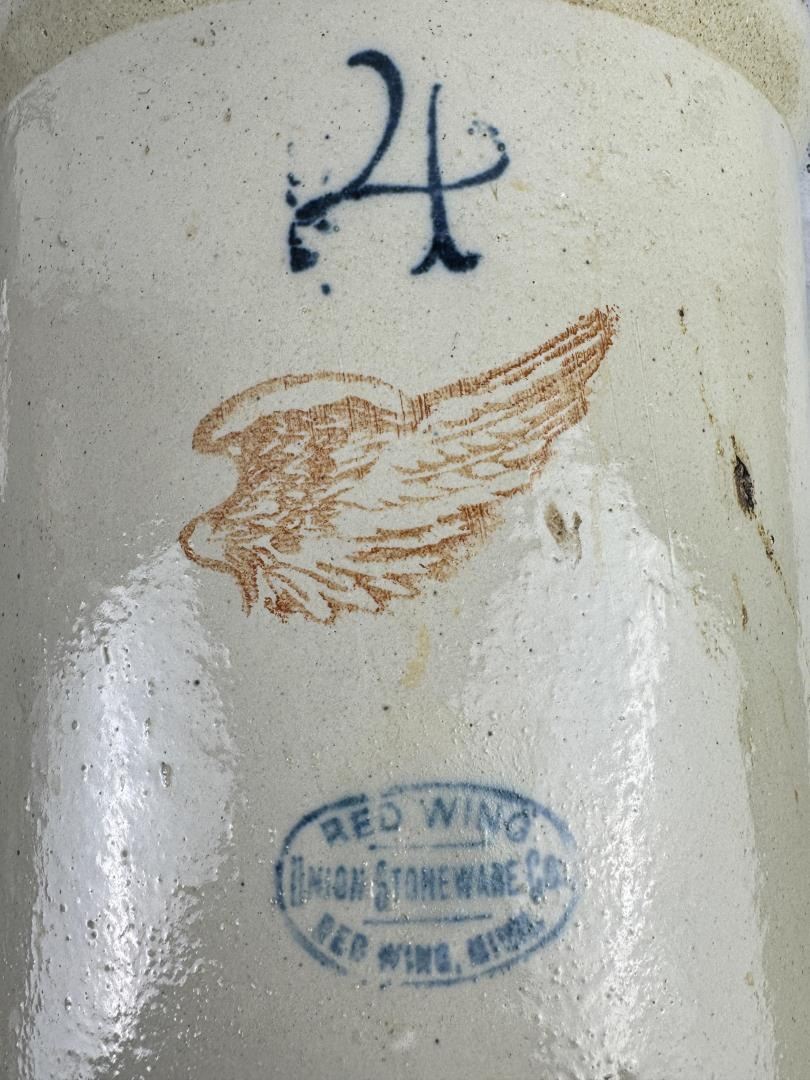 4
RED WING
UNION STONEWARE CO.
RED WING, MINN.